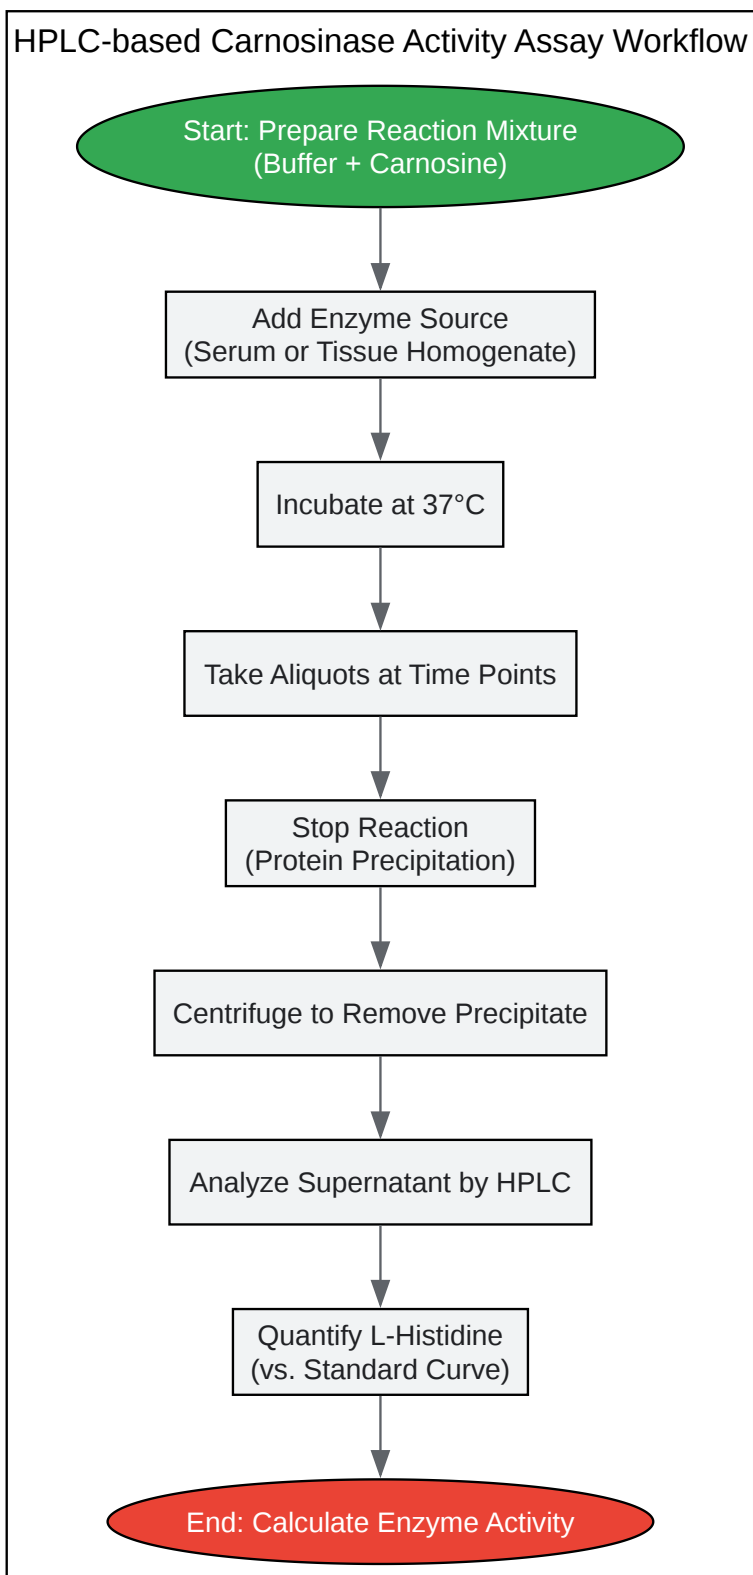 HPLC-based Carnosinase Activity Assay Workflow
Start: Prepare Reaction Mixture
(Buffer + Carnosine)
Add Enzyme Source
(Serum or Tissue Homogenate)
Incubate at 37°C
Take Aliquots at Time Points
Stop Reaction
(Protein Precipitation)
Centrifuge to Remove Precipitate
Analyze Supernatant by HPLC
Quantify L-Histidine
(vs. Standard Curve)
End: Calculate Enzyme Activity